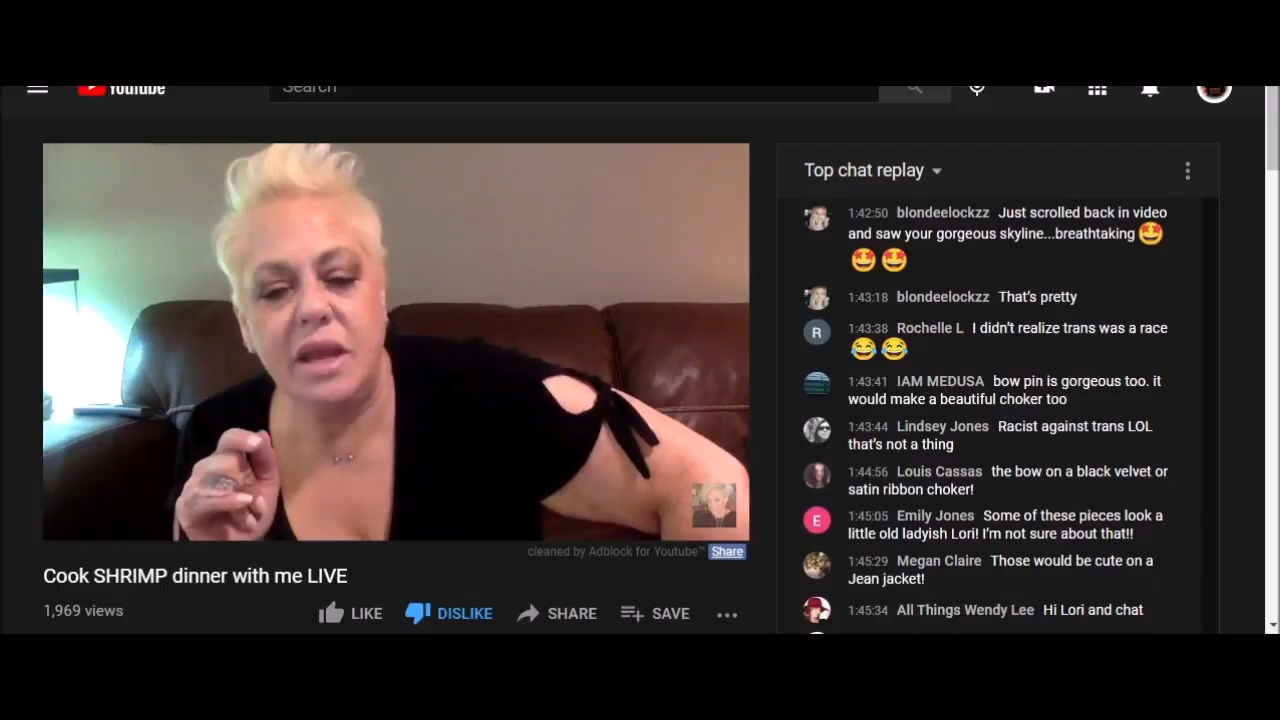 YouTube
Search
Top chat replay
1:42:50 blondeelockzz Just scrolled back in video
and saw your gorgeous skyline...breathtaking 🤩
🤩 🤩
1:43:18 blondeelockzz That's pretty
1:43:38 Rochelle L I didn't realize trans was a race
😂 😂
1:43:41 IAM MEDUSA bow pin is gorgeous too. it
would make a beautiful choker too
1:43:44 Lindsey Jones Racist against trans LOL
that's not a thing
1:44:56 Louis Cassas the bow on a black velvet or
satin ribbon choker!
E
1:45:05 Emily Jones Some of these pieces look a
little old ladyish Lori! I'm not sure about that!!
1:45:29 Megan Claire Those would be cute on a
Jean jacket!
1:45:34 All Things Wendy Lee Hi Lori and chat
R
cleaned by Adblock for Youtube™ Share
Cook SHRIMP dinner with me LIVE
1,969 views
LIKE DISLIKE SHARE SAVE